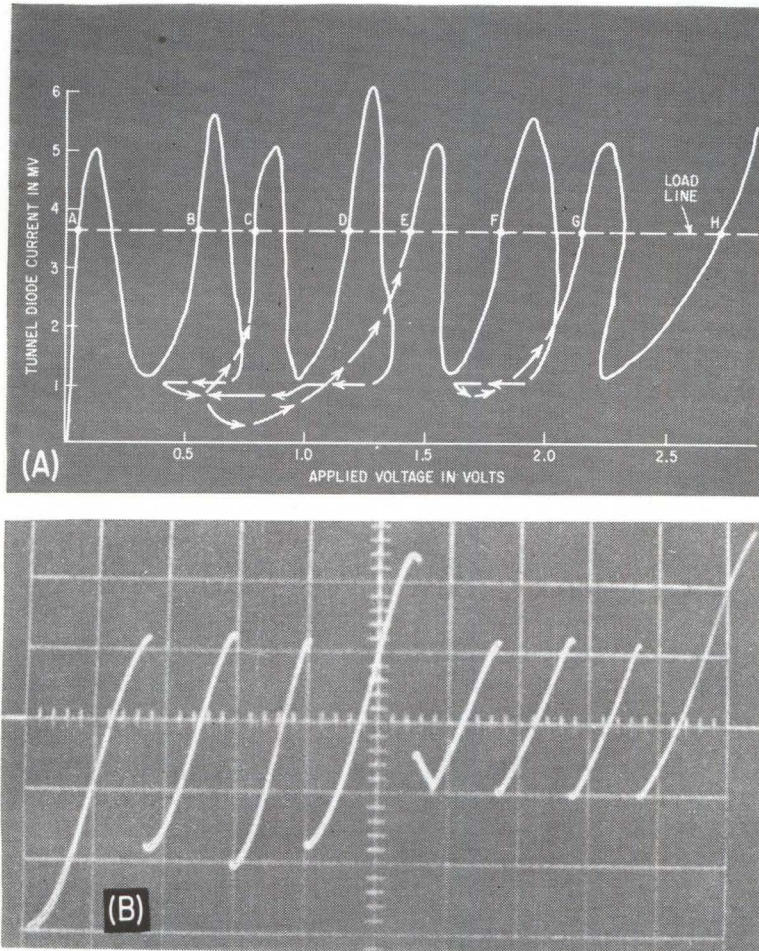 6
5
4
3
2
1
TUNNEL DIODE CURRENT IN MV
A B C D E F G H
LOAD
LINE
0.5 1.0 1.5 2.0 2.5
(A) APPLIED VOLTAGE IN VOLTS
(B)